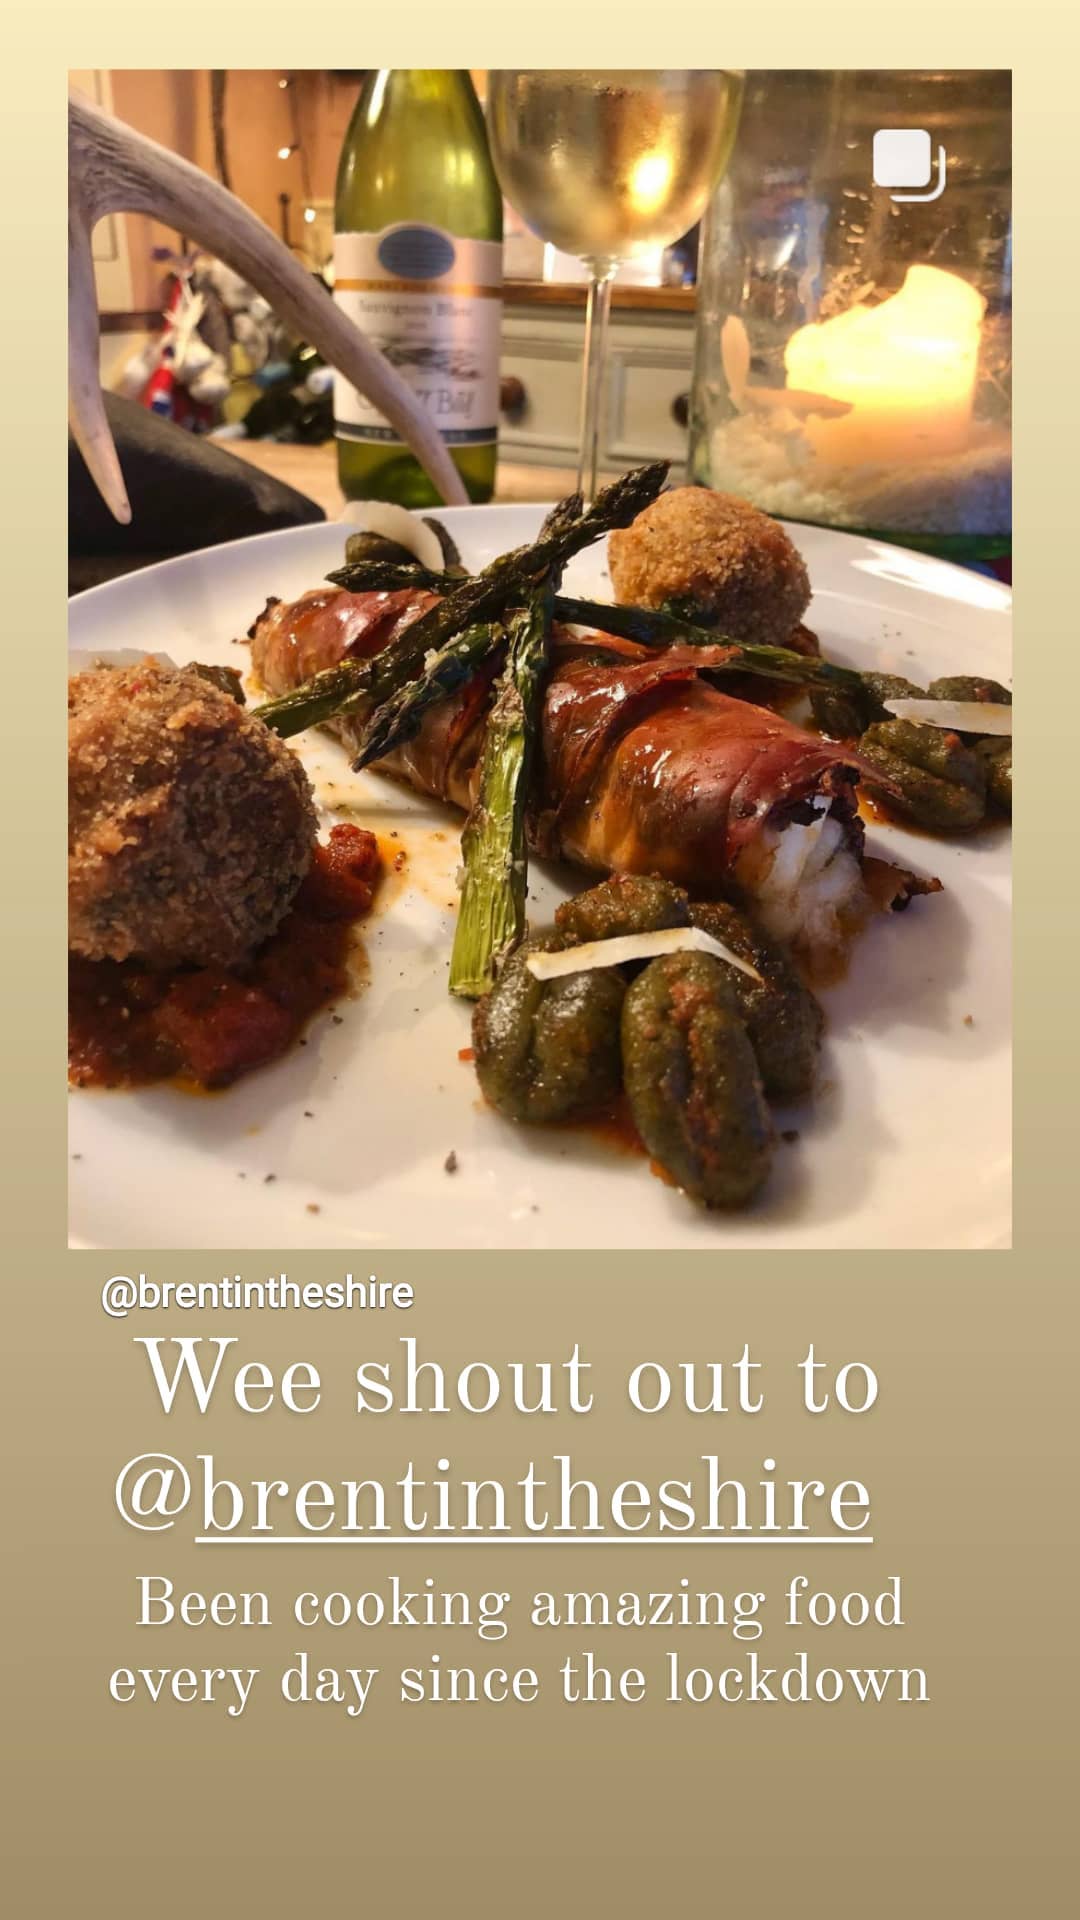 Sauvignon Blanc
@brentintheshire
Wee shout out to
@brentintheshire
Been cooking amazing food
every day since the lockdown